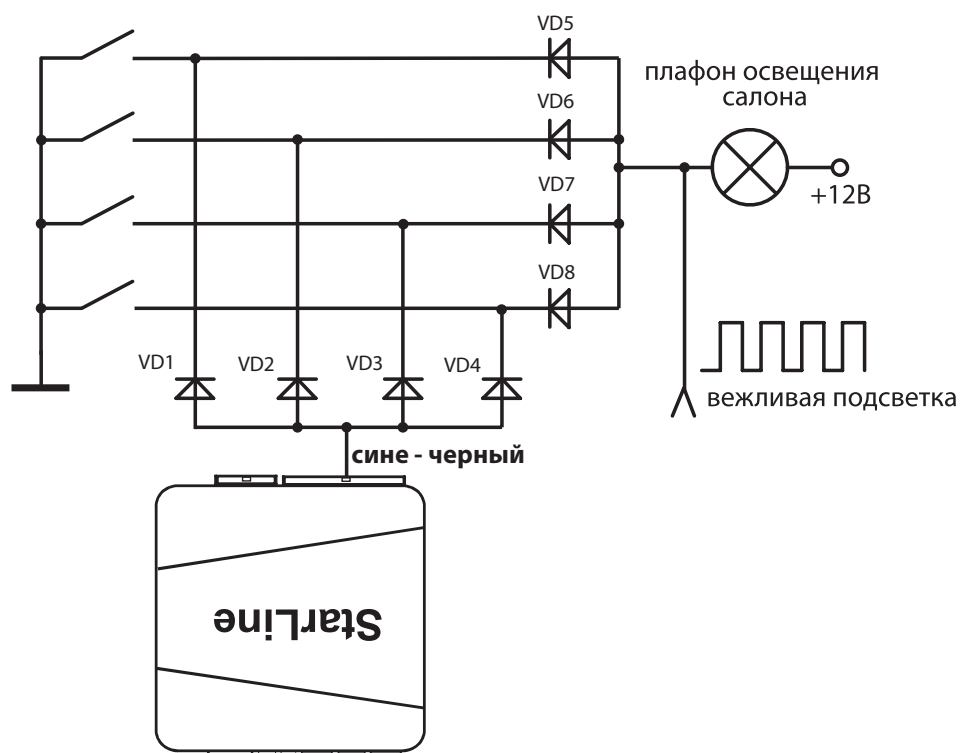 VD5
плафон освещения
салона
VD6
VD7
+12В
VD8
VD1
VD2
VD3
VD4
вежливая подсветка
сине - черный
StarLine